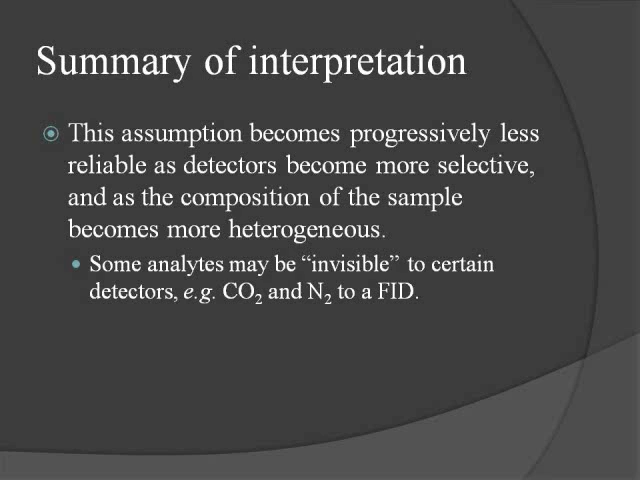 Summary of interpretation
This assumption becomes progressively less
reliable as detectors become more selective,
and as the composition of the sample
becomes more heterogeneous.
Some analytes may be “invisible” to certain
detectors, e.g. CO₂ and N₂ to a FID.